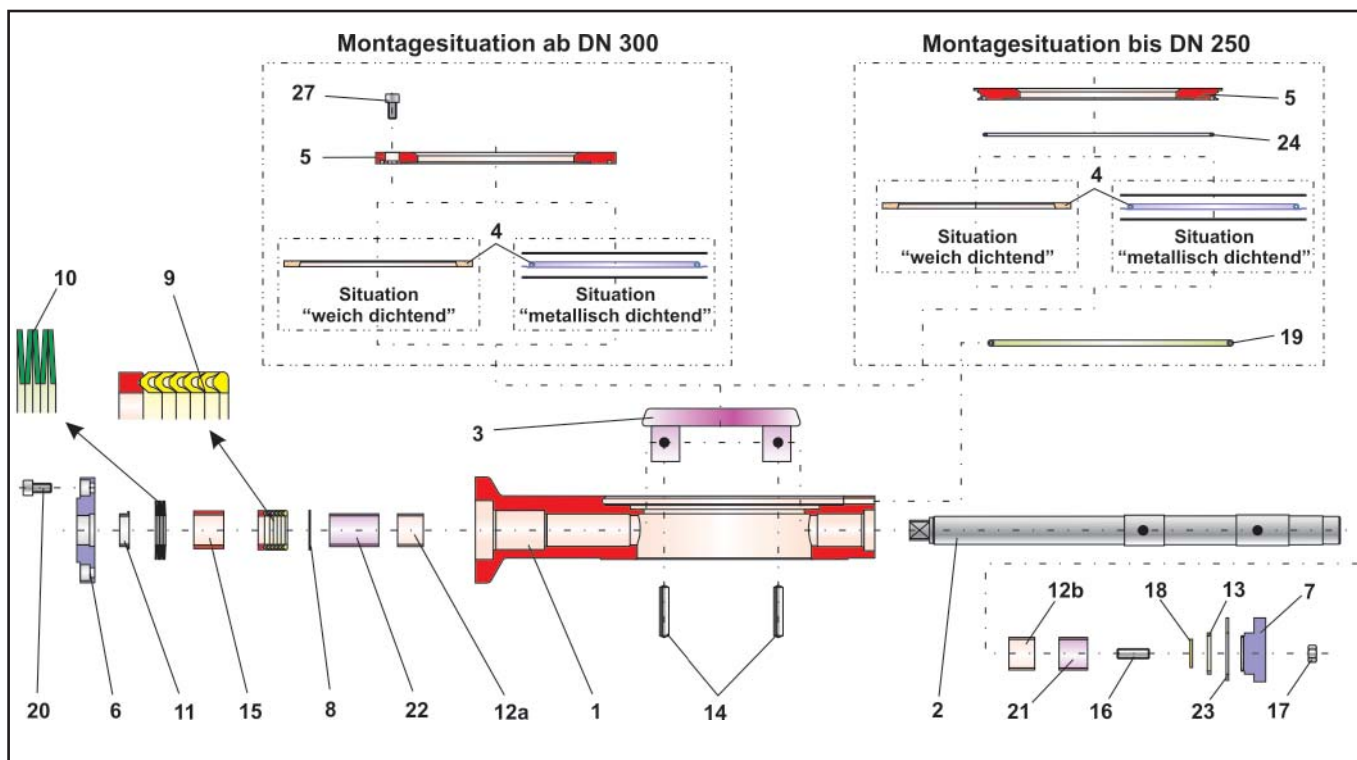 Montagesituation ab DN 300
Montagesituation bis DN 250
27
5
5
24
4
4
Situation
“weich dichtend”
Situation
“metallisch dichtend”
Situation
“weich dichtend”
Situation
“metallisch dichtend”
10
9
19
3
12b
18
13
7
20
6
11
15
8
22
12a
1
14
2
21
16
23
17